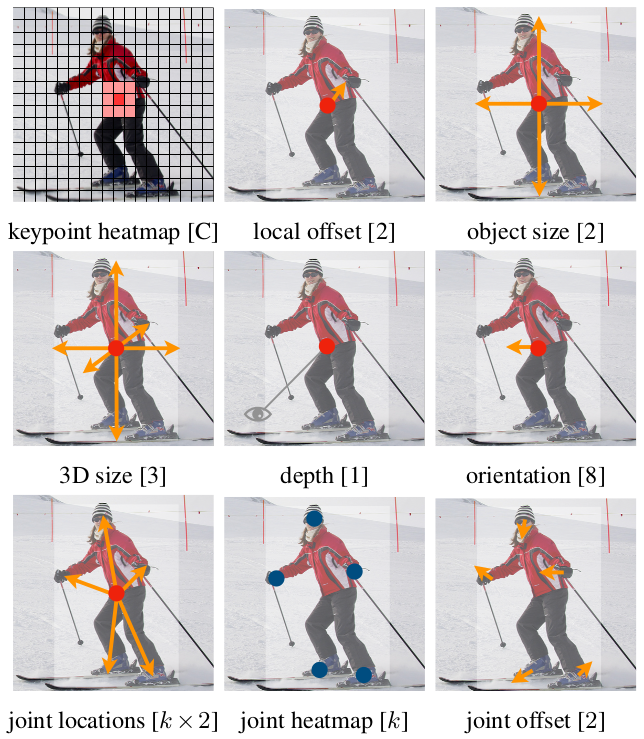 keypoint heatmap [C]
local offset [2]
object size [2]
3D size [3]
depth [1]
orientation [8]
joint locations [k × 2]
joint heatmap [k]
joint offset [2]